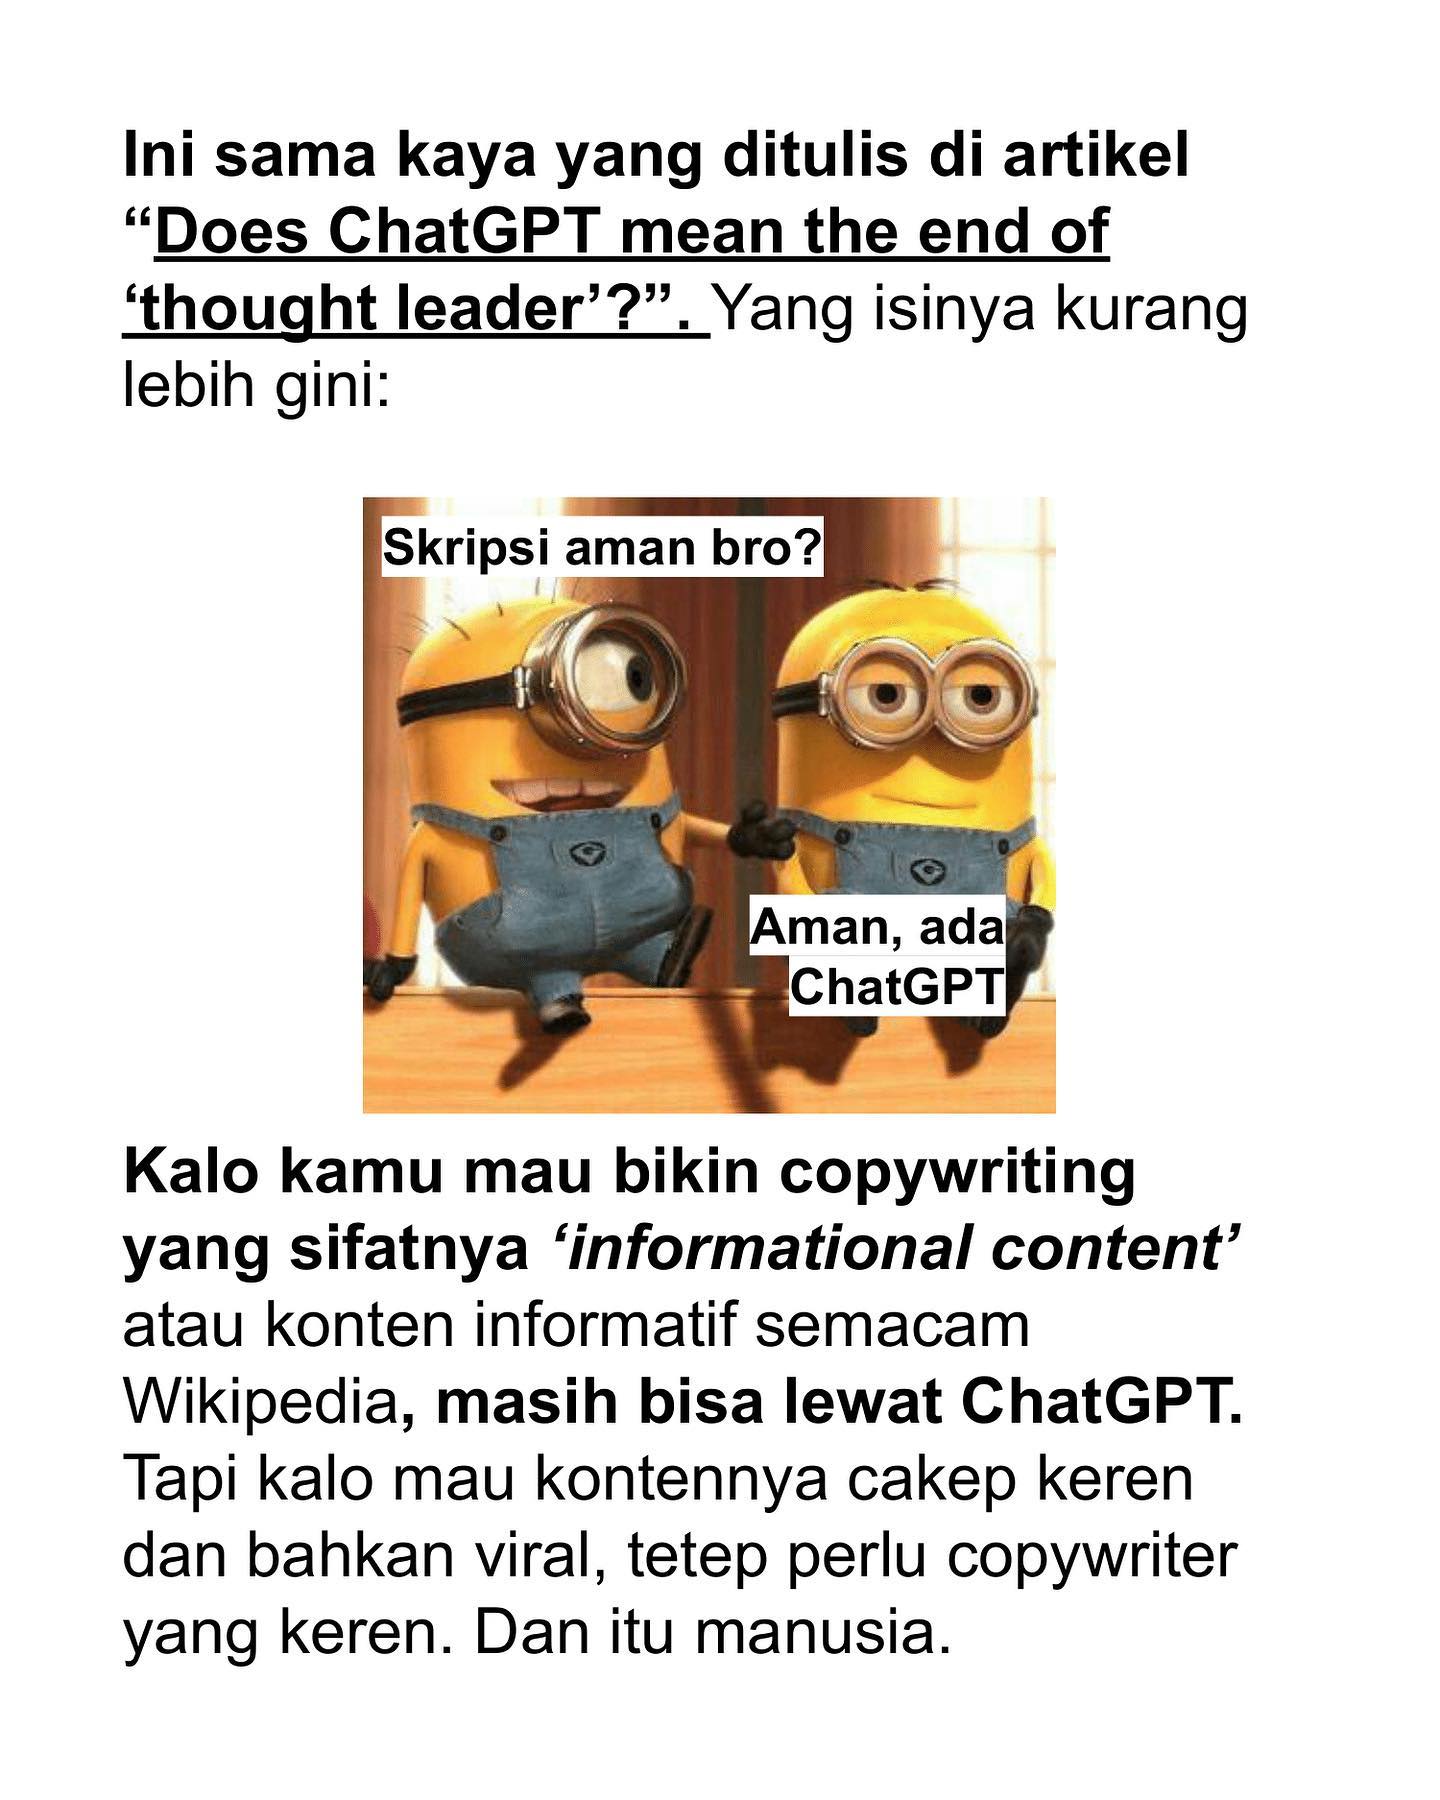 Ini sama kaya yang ditulis di artikel
“Does ChatGPT mean the end of
‘thought leader’?”. Yang isinya kurang
lebih gini:
Skripsi aman bro?
Aman, ada
ChatGPT
Kalo kamu mau bikin copywriting
yang sifatnya ‘informational content’
atau konten informatif semacam
Wikipedia, masih bisa lewat ChatGPT.
Tapi kalo mau kontennya cakep keren
dan bahkan viral, tetep perlu copywriter
yang keren. Dan itu manusia.